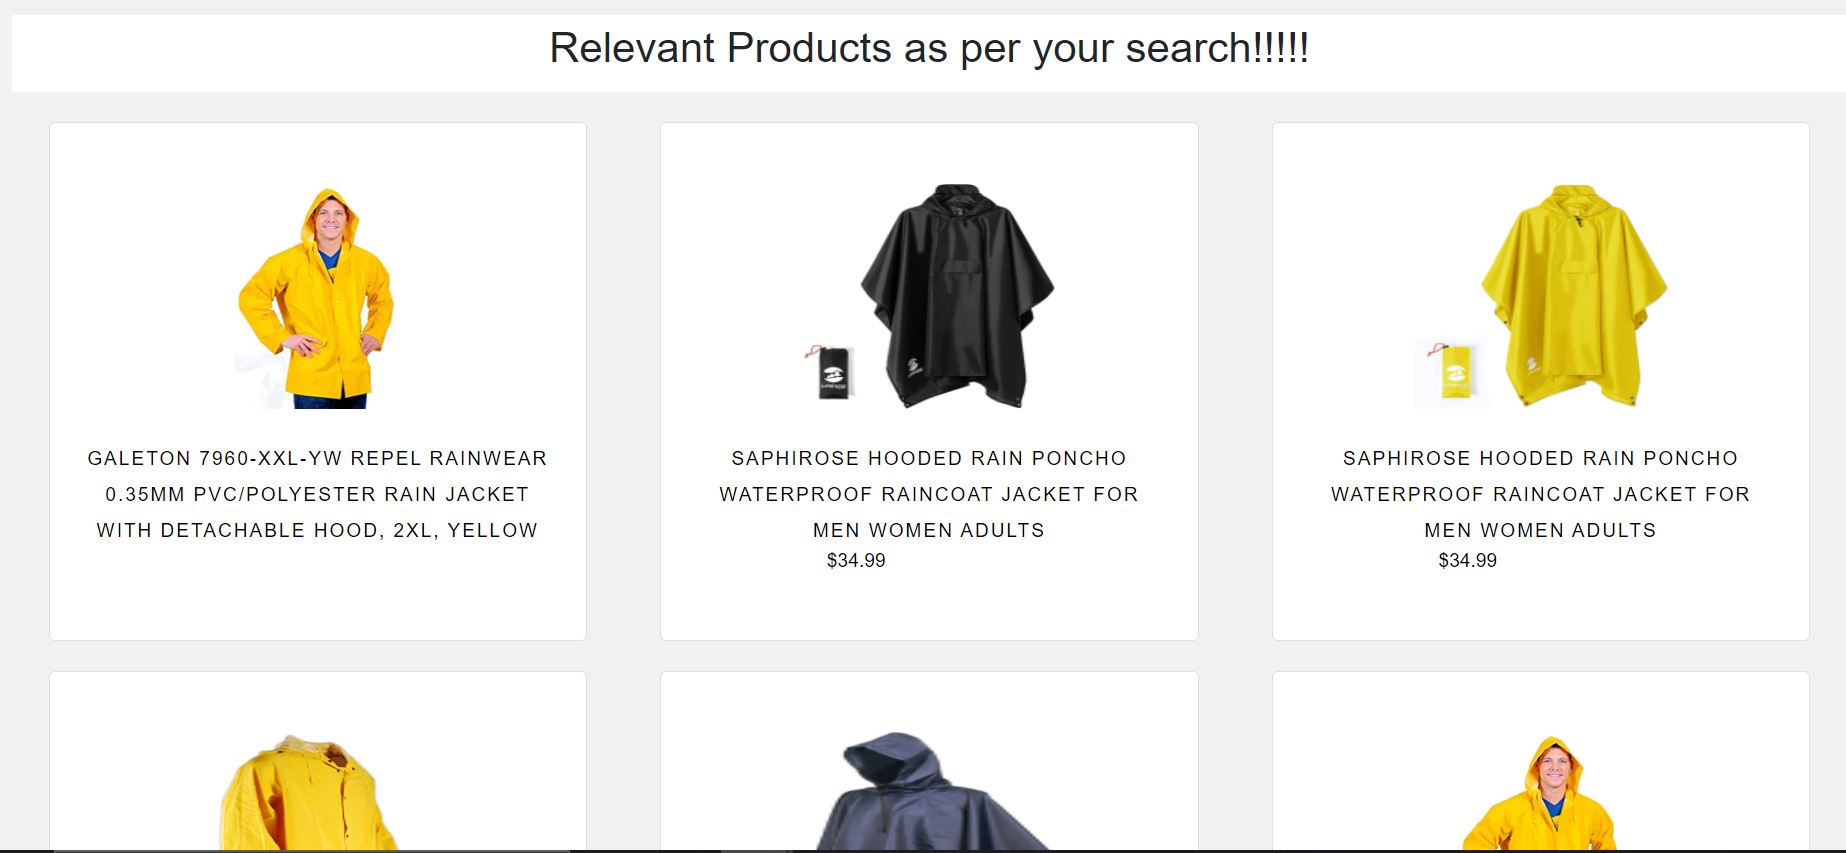 Relevant Products as per your search!!!!!
GALETON 7960-XXL-YW REPEL RAINWEAR
0.35MM PVC/POLYESTER RAIN JACKET
WITH DETACHABLE HOOD, 2XL, YELLOW
SAPHIROSE HOODED RAIN PONCHO
WATERPROOF RAINCOAT JACKET FOR
MEN WOMEN ADULTS
$34.99
SAPHIROSE HOODED RAIN PONCHO
WATERPROOF RAINCOAT JACKET FOR
MEN WOMEN ADULTS
$34.99